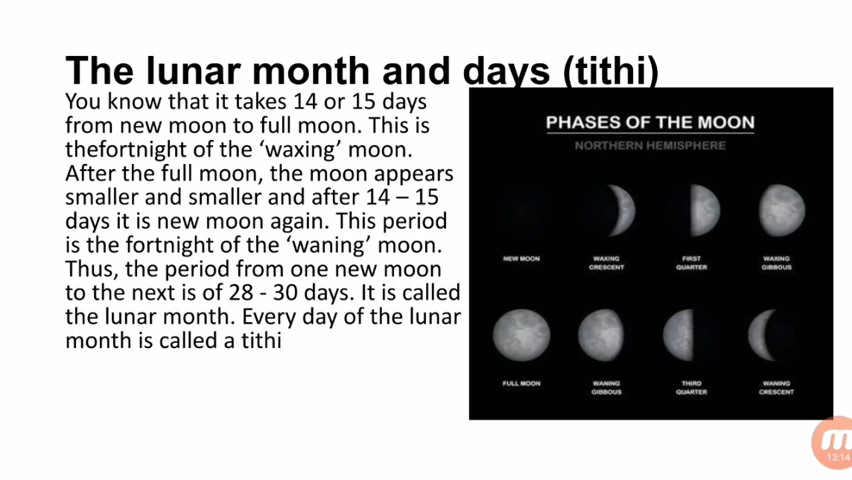 The lunar month and days (tithi)
You know that it takes 14 or 15 days
from new moon to full moon. This is
thefortnight of the ‘waxing’ moon.
After the full moon, the moon appears
smaller and smaller and after 14 – 15
days it is new moon again. This period
is the fortnight of the ‘waning’ moon.
Thus, the period from one new moon
to the next is of 28 - 30 days. It is called
the lunar month. Every day of the lunar
month is called a tithi
PHASES OF THE MOON
NORTHERN HEMISPHERE
NEW MOON
WAXING
CRESCENT
FIRST
QUARTER
WAXING
GIBBOUS
FULL MOON
WANING
GIBBOUS
THIRD
QUARTER
WANING
CRESCENT
13:14